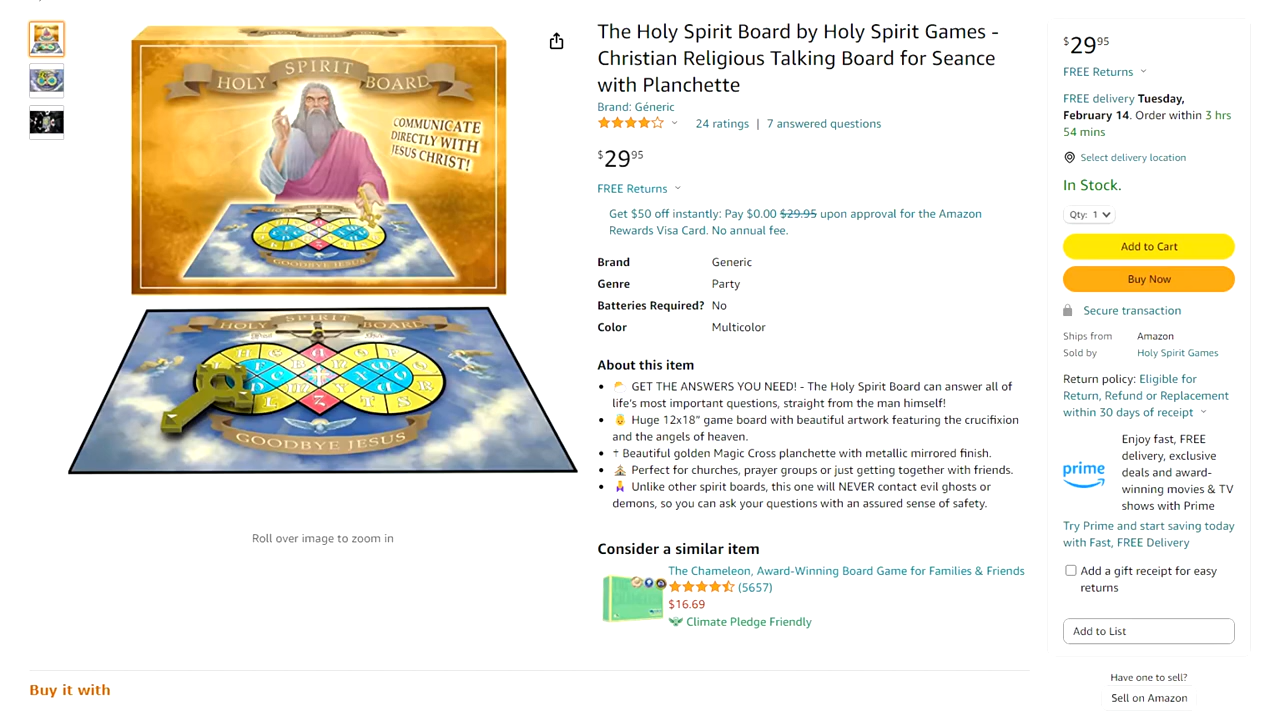 HOLY SPIRIT BOARD
COMMUNICATE
DIRECTLY WITH
JESUS CHRIST!
GOODBYE JESUS
HOLY SPIRIT BOARD
GOODBYE JESUS
Roll over image to zoom in
The Holy Spirit Board by Holy Spirit Games -
Christian Religious Talking Board for Seance
with Planchette
Brand: Géneric
24 ratings | 7 answered questions
$2995
FREE Returns
Get $50 off instantly: Pay $0.00 $29.95 upon approval for the Amazon
Rewards Visa Card. No annual fee.
Brand Generic
Genre Party
Batteries Required? No
Color Multicolor
About this item
• ⛅ GET THE ANSWERS YOU NEED! - The Holy Spirit Board can answer all of
life's most important questions, straight from the man himself!
• 👼 Huge 12x18" game board with beautiful artwork featuring the crucifixion
and the angels of heaven.
• † Beautiful golden Magic Cross planchette with metallic mirrored finish.
• ⛪ Perfect for churches, prayer groups or just getting together with friends.
• Unlike other spirit boards, this one will NEVER contact evil ghosts or
demons, so you can ask your questions with an assured sense of safety.
Consider a similar item
The Chameleon, Award-Winning Board Game for Families & Friends
(5657)
$16.69
Climate Pledge Friendly
Buy it with
$2995
FREE Returns
FREE delivery Tuesday,
February 14. Order within 3 hrs
54 mins
Select delivery location
In Stock.
Qty: 1
Add to Cart
Buy Now
Secure transaction
Ships from Amazon
Sold by Holy Spirit Games
Return policy: Eligible for
Return, Refund or Replacement
within 30 days of receipt
prime
Enjoy fast, FREE
delivery, exclusive
deals and award-
winning movies & TV
shows with Prime
Try Prime and start saving today
with Fast, FREE Delivery
Add a gift receipt for easy
returns
Add to List
Have one to sell?
Sell on Amazon